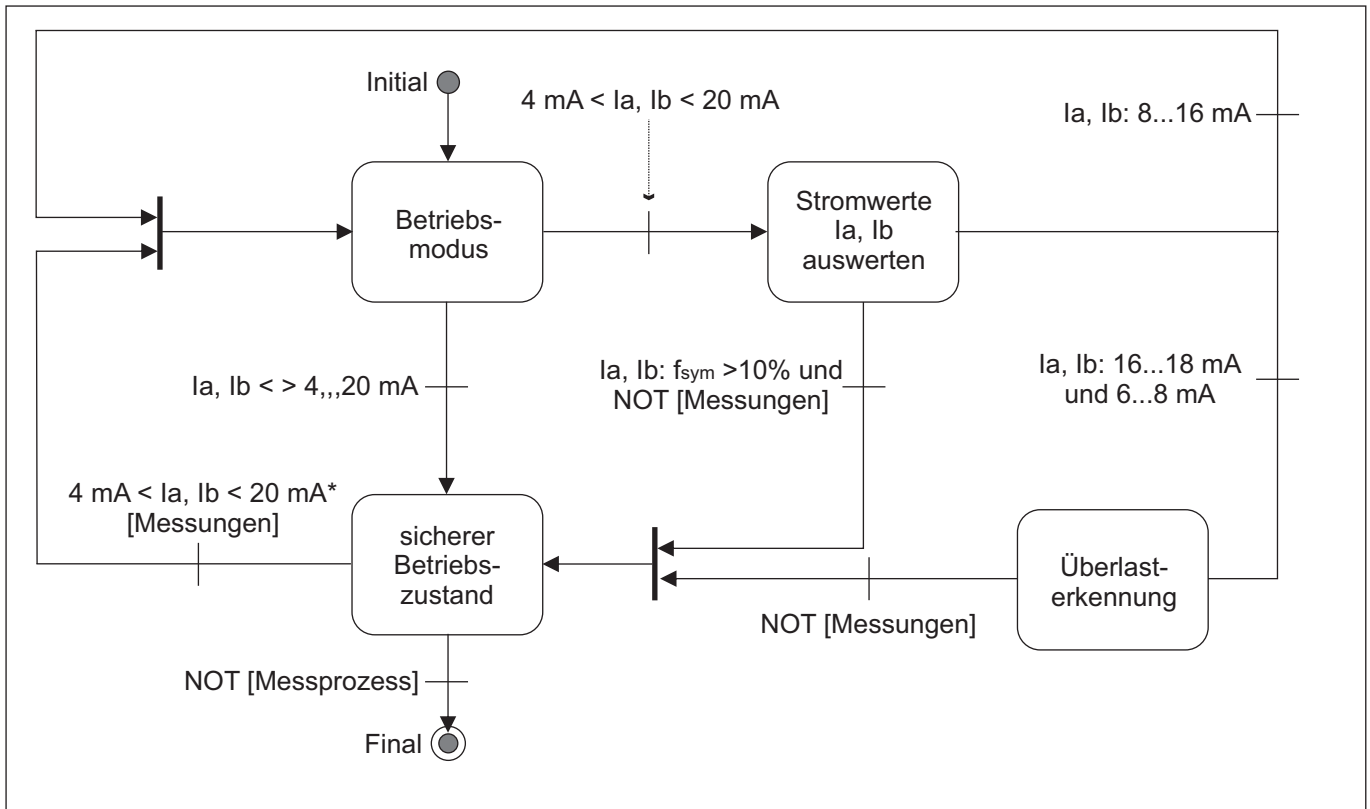 Initial
4 mA < Ia, Ib < 20 mA
Ia, Ib: 8...16 mA
Betriebs-
modus
Stromwerte
Ia, Ib
auswerten
Ia, Ib < > 4,,,20 mA
Ia, Ib: fsym >10% und
NOT [Messungen]
Ia, Ib: 16...18 mA
und 6...8 mA
4 mA < Ia, Ib < 20 mA*
[Messungen]
sicherer
Betriebs-
zustand
Überlast-
erkennung
NOT [Messungen]
NOT [Messprozess]
Final